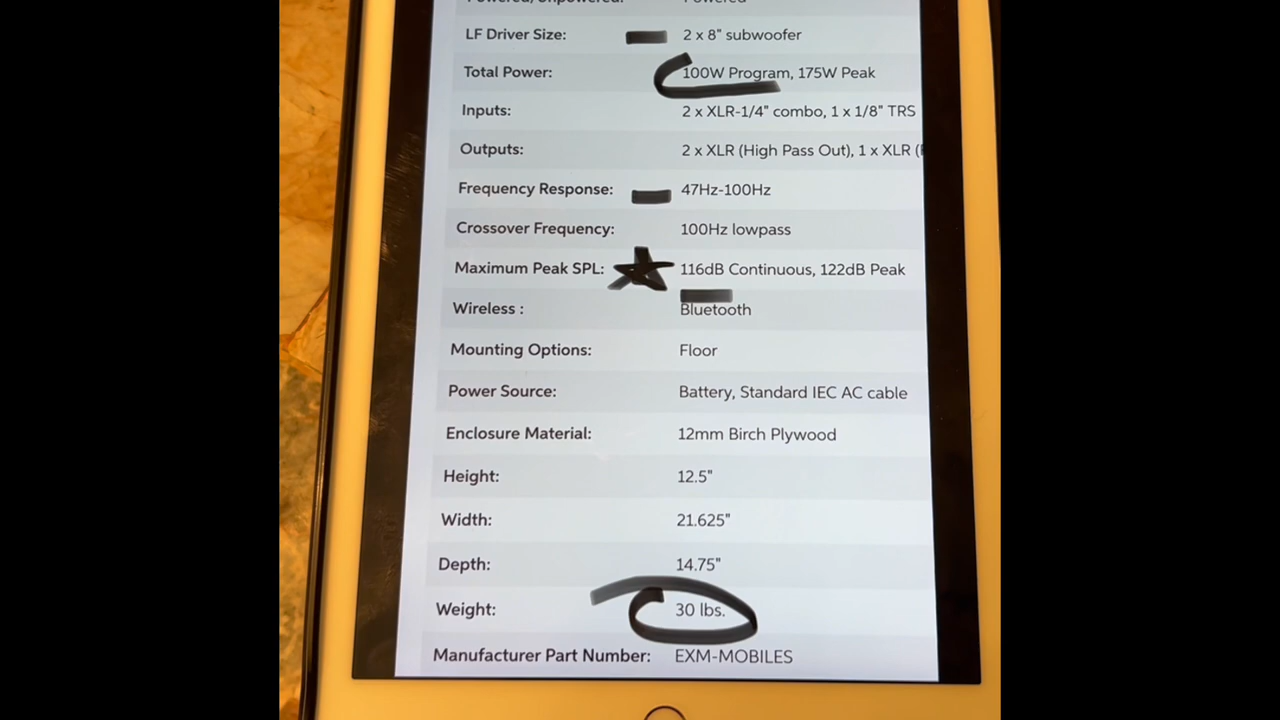 Powered/Unpowered: Powered
LF Driver Size: 2 x 8" subwoofer
Total Power: 100W Program, 175W Peak
Inputs: 2 x XLR-1/4" combo, 1 x 1/8" TRS
Outputs: 2 x XLR (High Pass Out), 1 x XLR (
Frequency Response: 47Hz-100Hz
Crossover Frequency: 100Hz lowpass
Maximum Peak SPL: 116dB Continuous, 122dB Peak
Wireless : Bluetooth
Mounting Options: Floor
Power Source: Battery, Standard IEC AC cable
Enclosure Material: 12mm Birch Plywood
Height: 12.5"
Width: 21.625"
Depth: 14.75"
Weight: 30 lbs.
Manufacturer Part Number: EXM-MOBILES